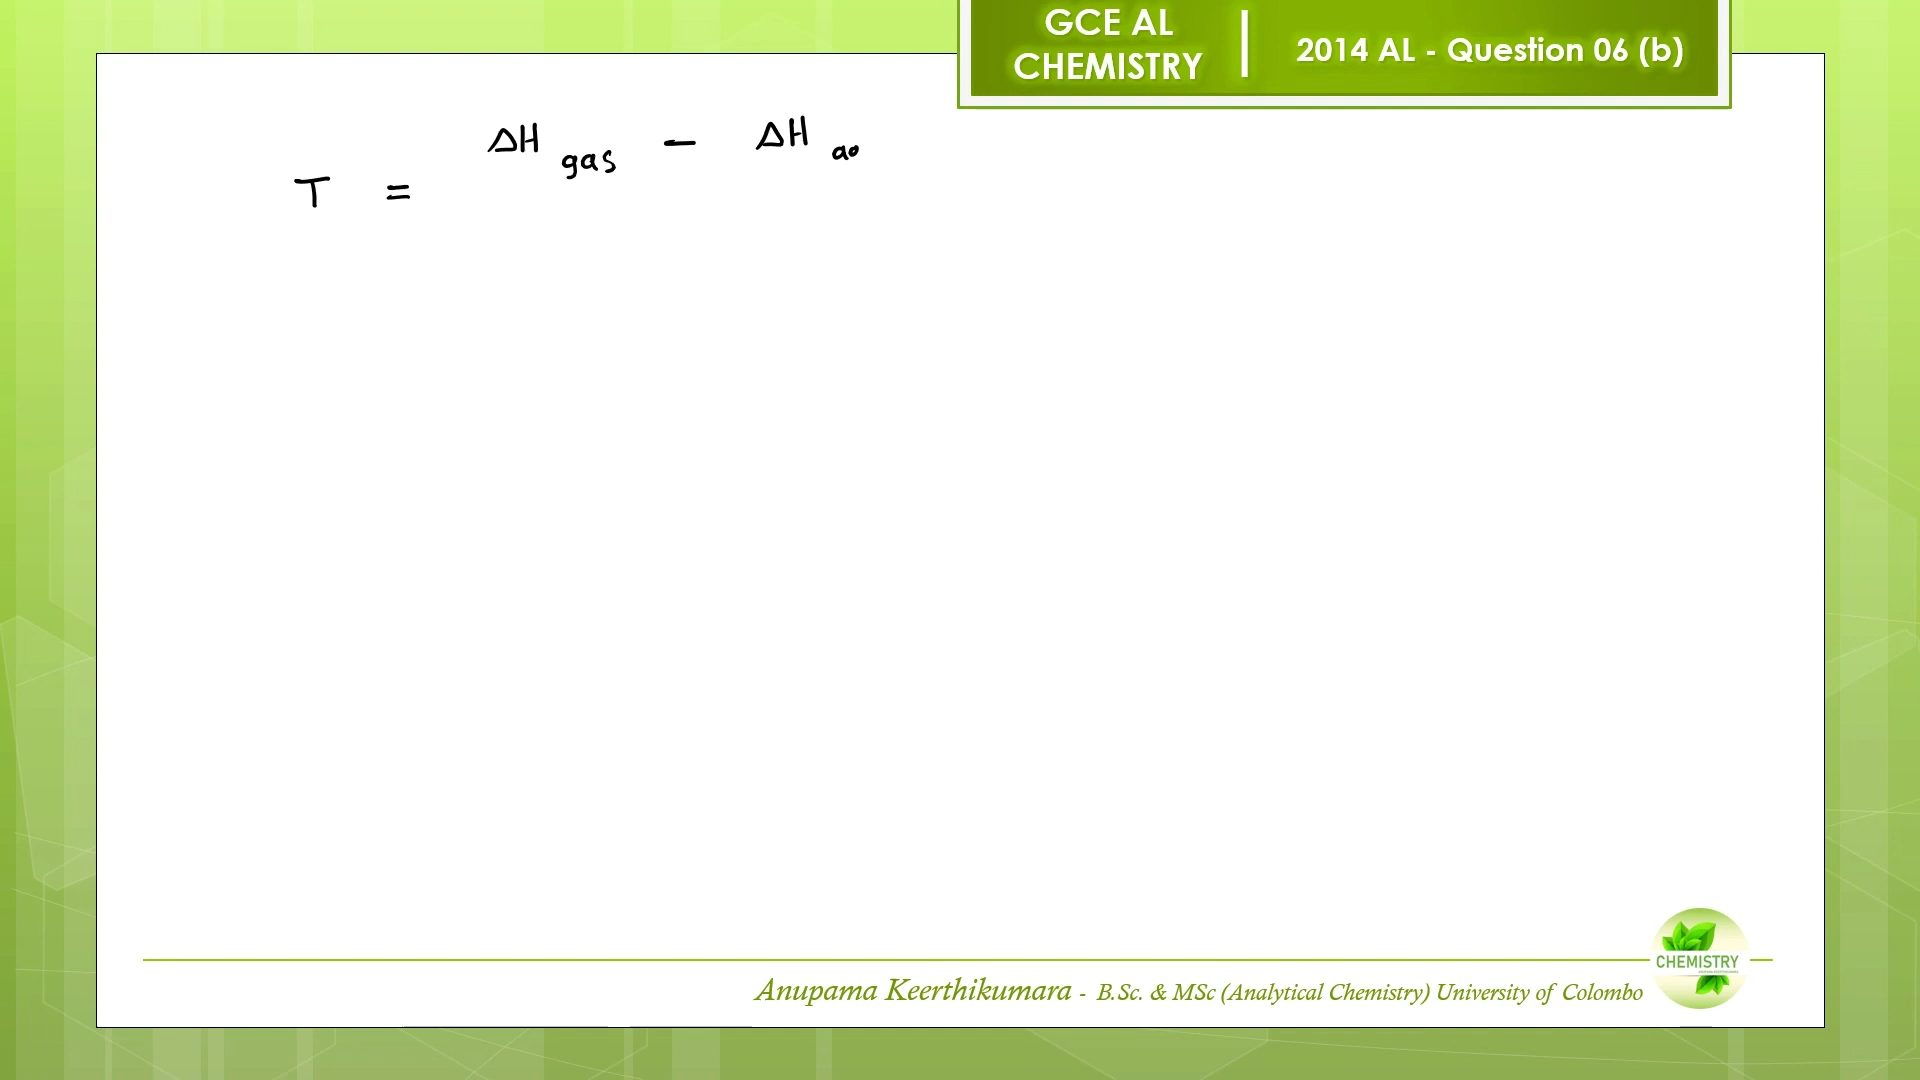 GCE AL
CHEMISTRY
2014 AL - Question 06 (b)
ΔH gas - ΔH
T =
CHEMISTRY
Anupama Keerthikumara - B.Sc. & MSc (Analytical Chemistry) University of Colombo